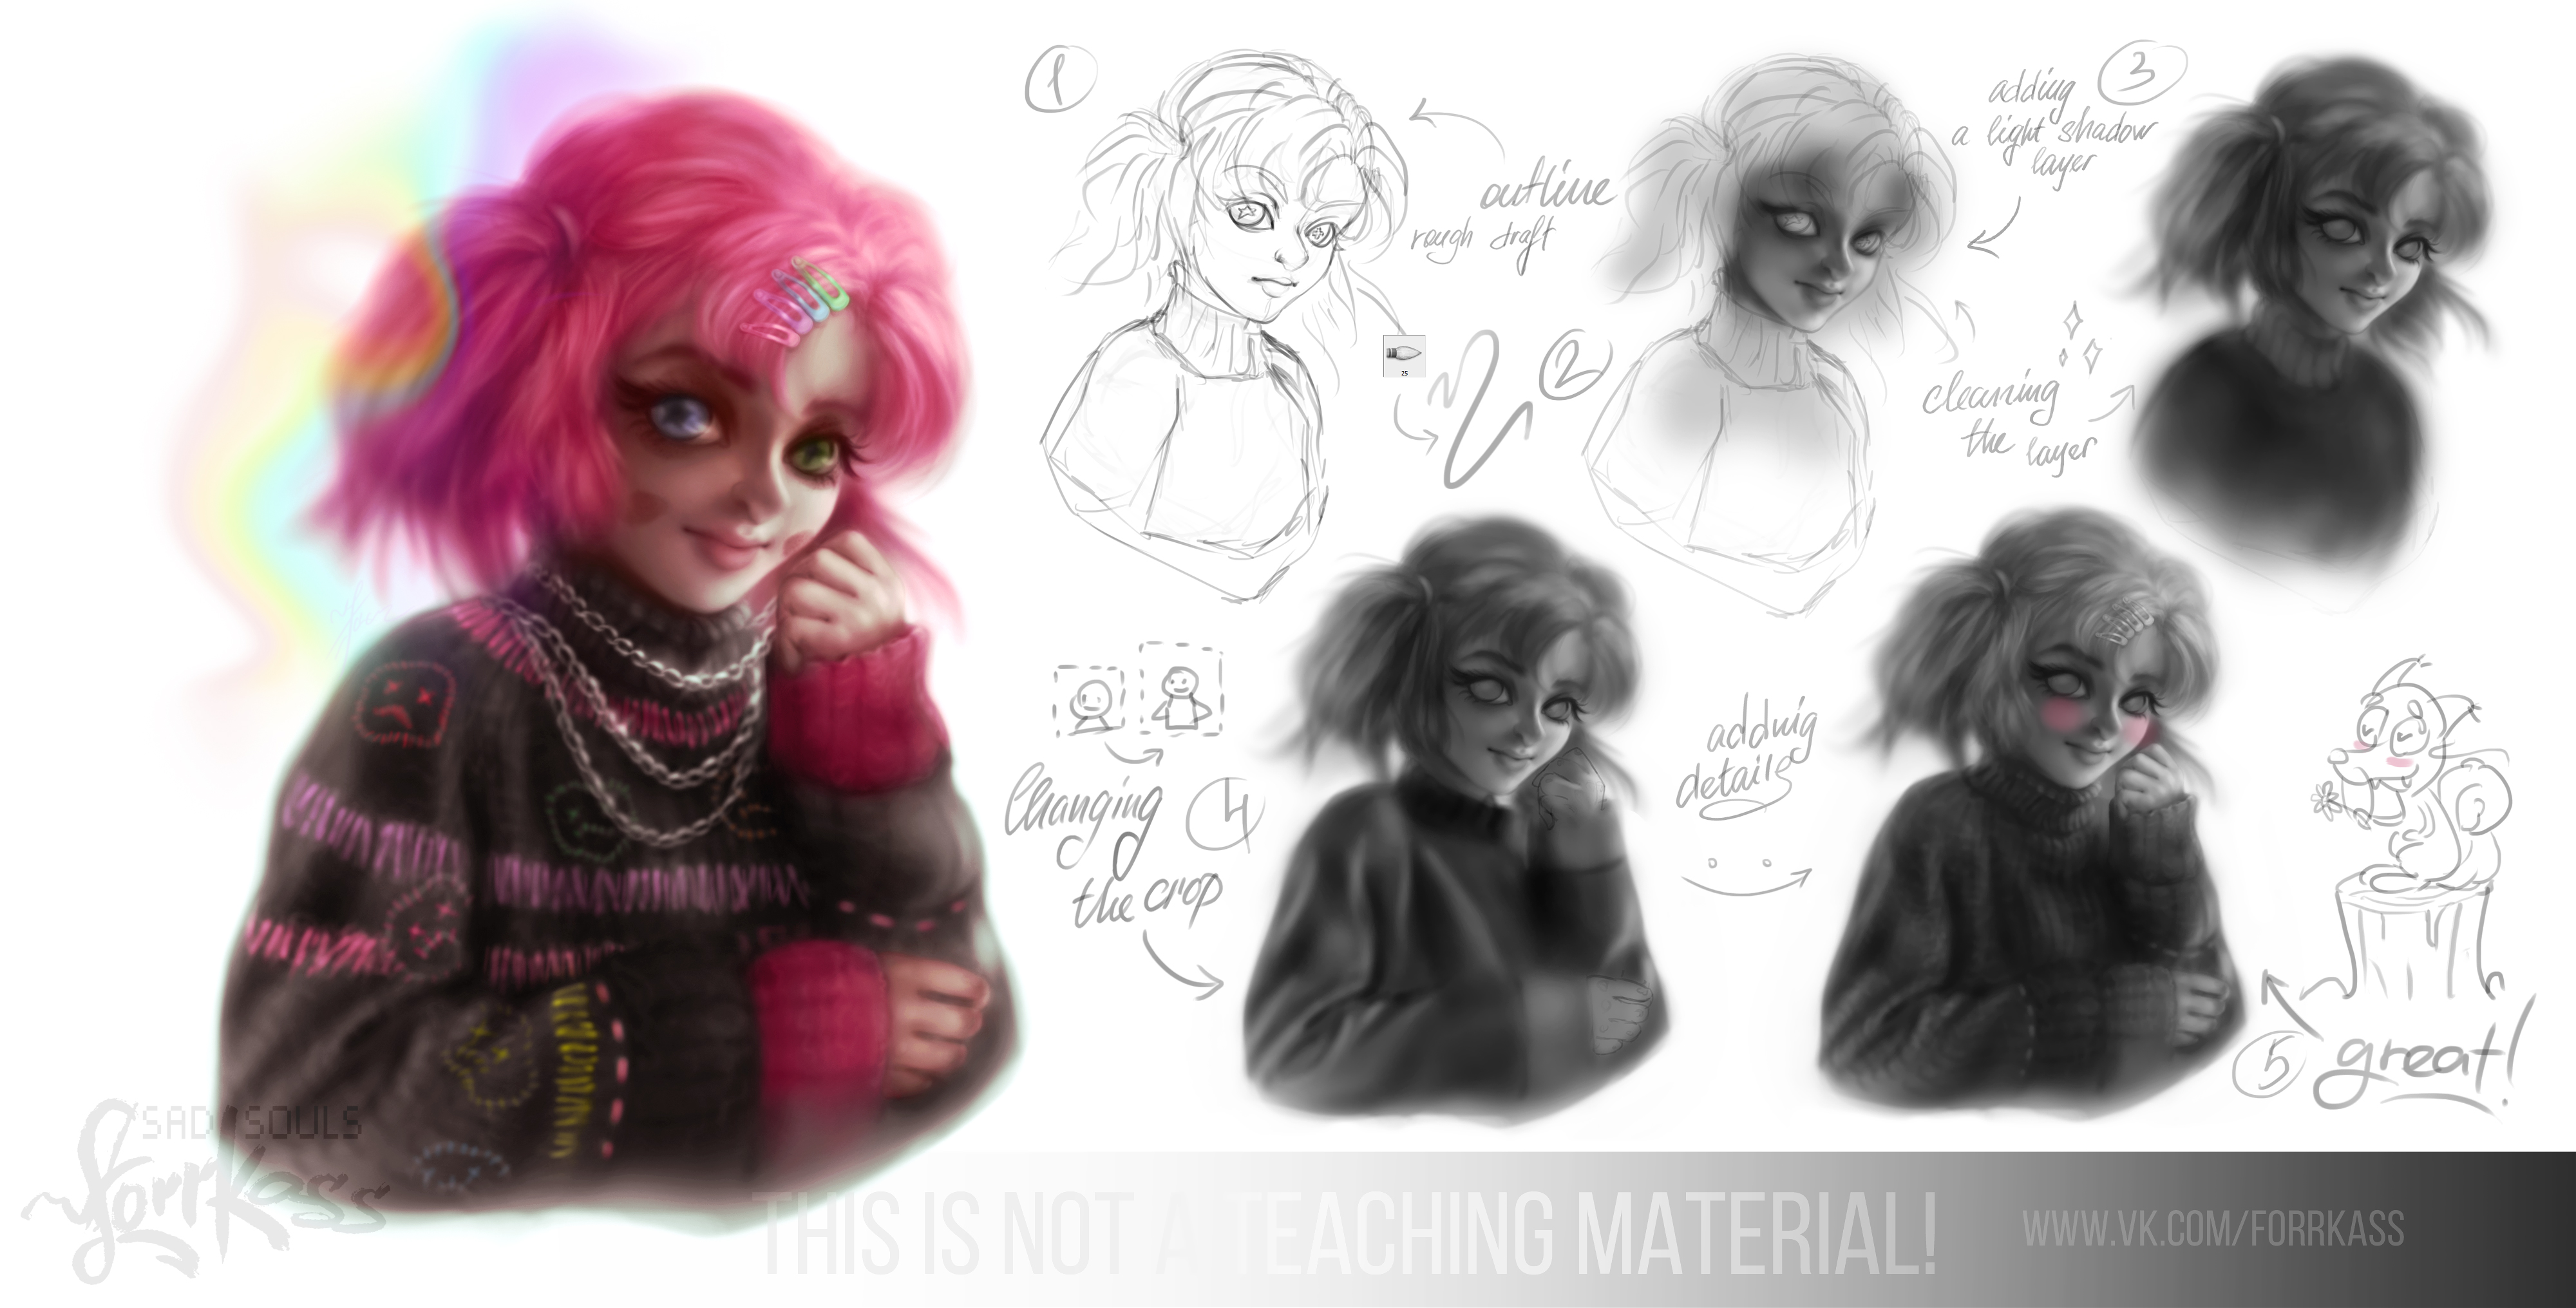 1
outline
rough draft
25
2
adding
a light shadow
layer
3
cleaning
the layer
Changing
the crop
4
adding
details
5
great!
SAD SOULS
~ForrKass
THIS IS NOT A TEACHING MATERIAL!
WWW.VK.COM/FORRKASS